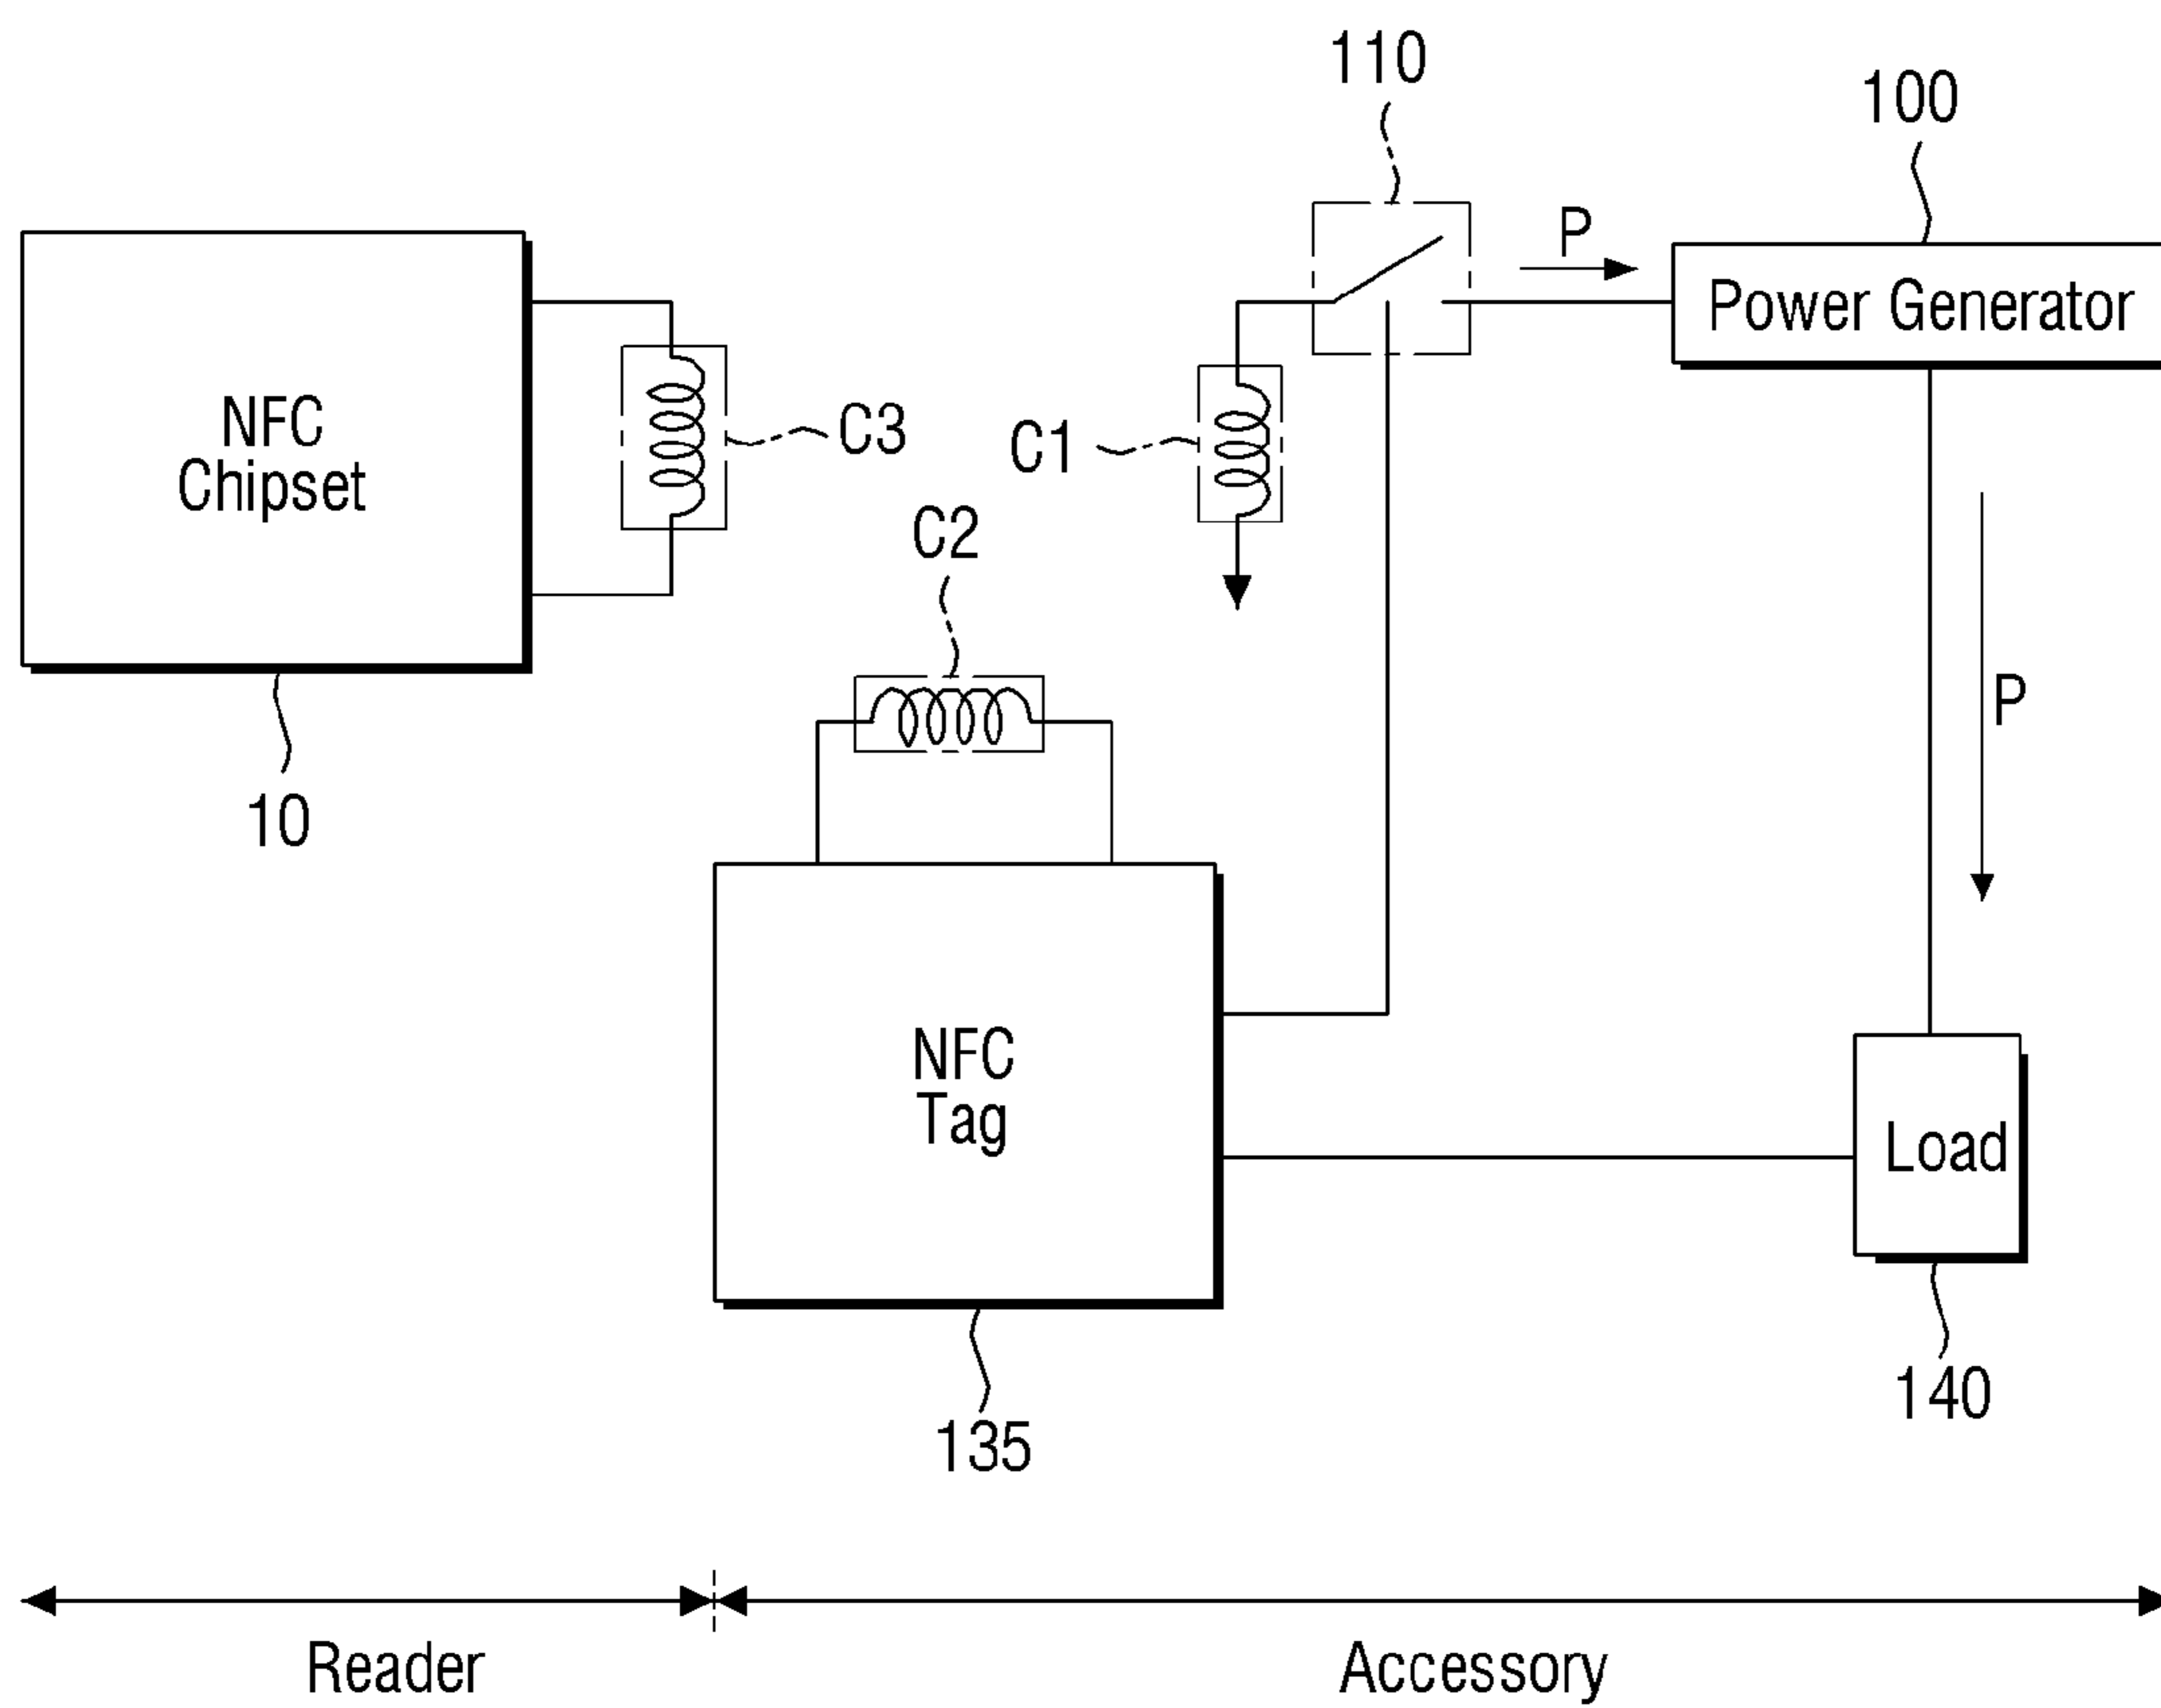 110
100
P
Power Generator
NFC
Chipset
C3
C1
C2
P
10
NFC
Tag
Load
140
135
Reader
Accessory